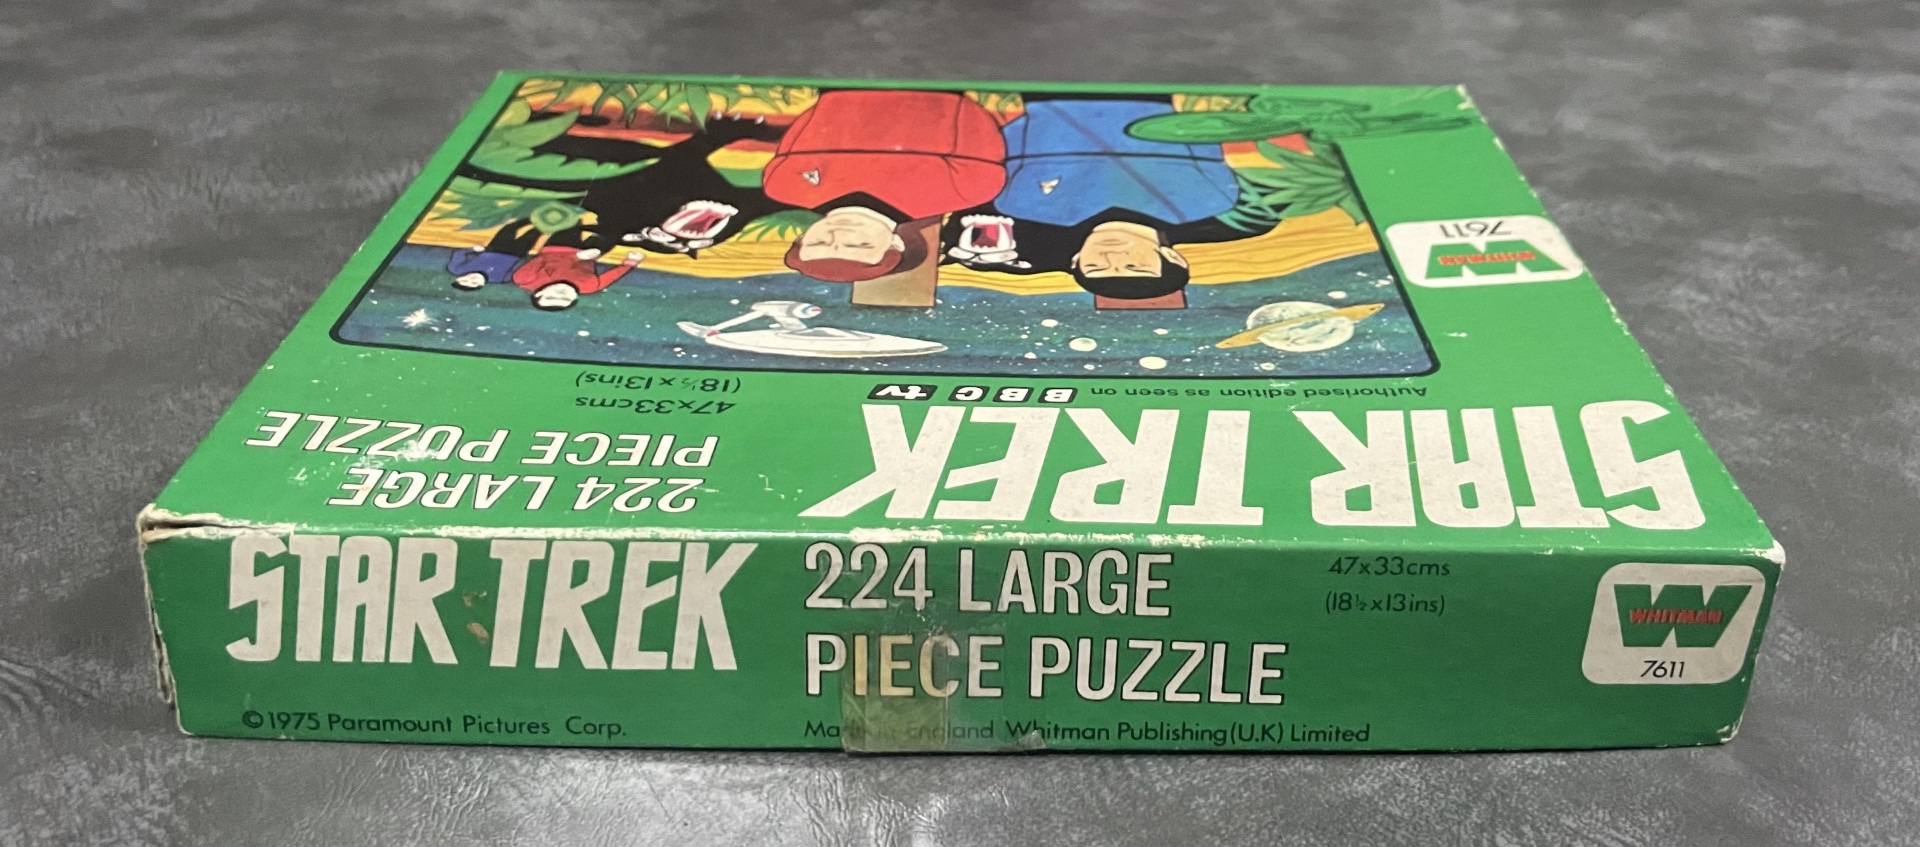 7611
WHITMAN
Authorised edition as seen on BBC tv
STAR TREK
47x33cms
(18½x13ins)
224 LARGE
PIECE PUZZLE
STAR TREK
224 LARGE
PIECE PUZZLE
47x33cms
(18½x13ins)
WHITMAN
7611
©1975 Paramount Pictures Corp.
England Whitman Publishing (U.K) Limited